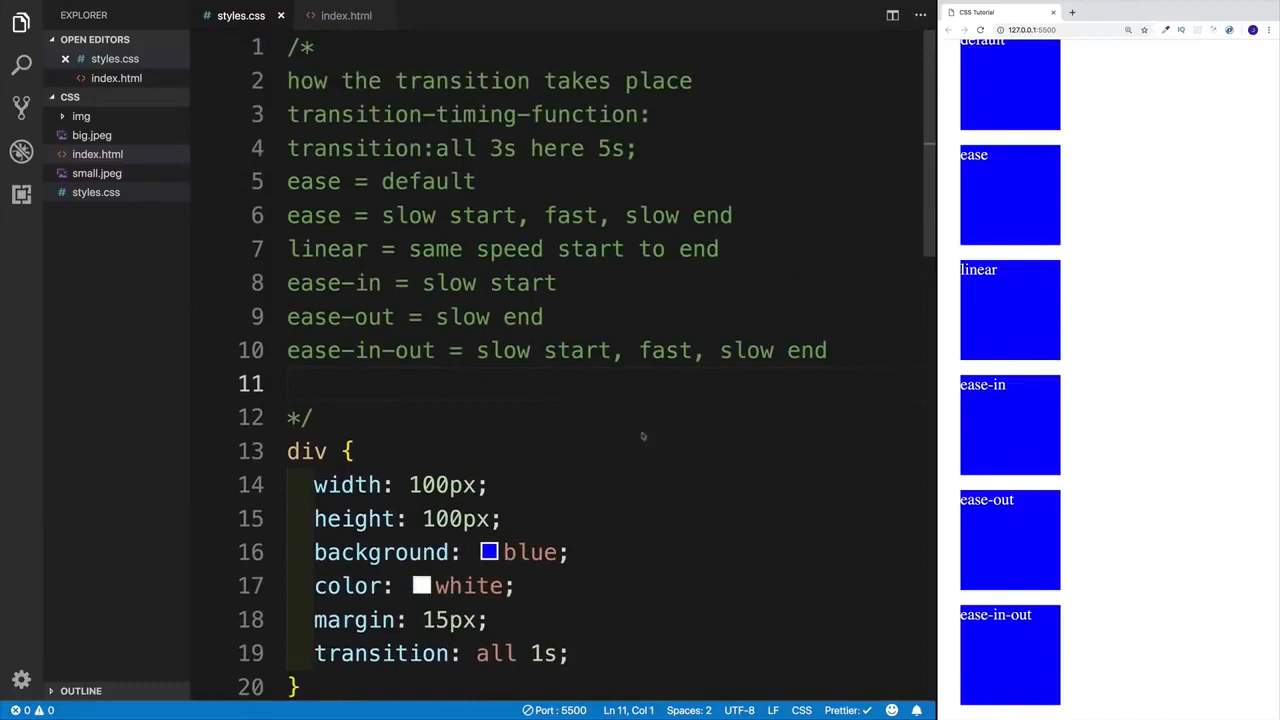 EXPLORER
OPEN EDITORS
styles.css
index.html
CSS
img
big.jpeg
index.html
small.jpeg
styles.css
OUTLINE
styles.css
index.html
1 /*
2 how the transition takes place
3 transition-timing-function:
4 transition:all 3s here 5s;
5 ease = default
6 ease = slow start, fast, slow end
7 linear = same speed start to end
8 ease-in = slow start
9 ease-out = slow end
10 ease-in-out = slow start, fast, slow end
11
12 */
13 div {
14 width: 100px;
15 height: 100px;
16 background: blue;
17 color: white;
18 margin: 15px;
19 transition: all 1s;
20 }
0 0
Port : 5500
Ln 11, Col 1
Spaces: 2
UTF-8
LF
CSS
Prettier: ✓
CSS Tutorial
127.0.0.1:5500
default
ease
linear
ease-in
ease-out
ease-in-out